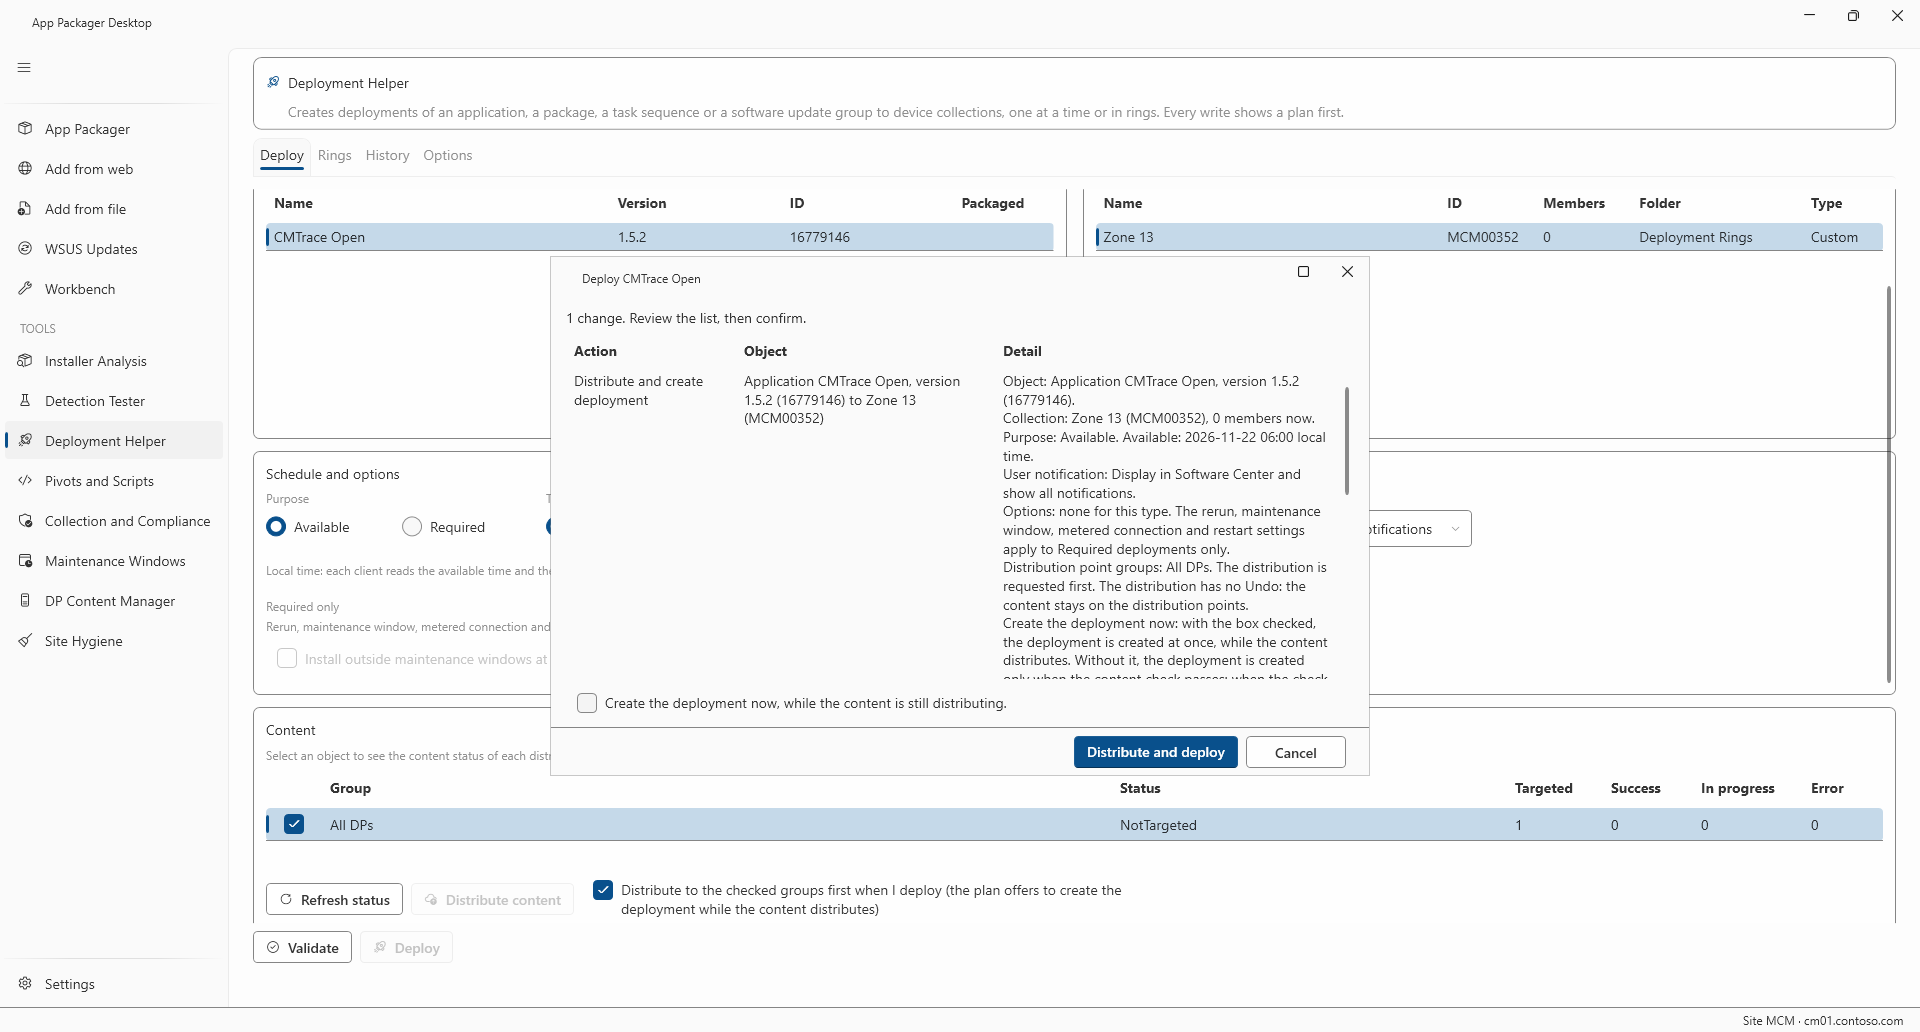 App Packager Desktop
Deployment Helper
Creates deployments of an application, a package, a task sequence or a software update group to device collections, one at a time or in rings. Every write shows a plan first.
App Packager
Add from web
Add from file
WSUS Updates
Workbench
TOOLS
Installer Analysis
Detection Tester
Deployment Helper
Pivots and Scripts
Collection and Compliance
Maintenance Windows
DP Content Manager
Site Hygiene
Settings
Deploy Rings History Options
Name Version ID Packaged
CMTrace Open 1.5.2 16779146
Name ID Members Folder Type
Zone 13 MCM00352 0 Deployment Rings Custom
Deploy CMTrace Open
1 change. Review the list, then confirm.
Action Object Detail
Distribute and create
deployment
Application CMTrace Open, version
1.5.2 (16779146) to Zone 13
(MCM00352)
Object: Application CMTrace Open, version 1.5.2
(16779146).
Collection: Zone 13 (MCM00352), 0 members now.
Purpose: Available. Available: 2026-11-22 06:00 local
time.
User notification: Display in Software Center and
show all notifications.
Options: none for this type. The rerun, maintenance
window, metered connection and restart settings
apply to Required deployments only.
Distribution point groups: All DPs. The distribution is
requested first. The distribution has no Undo: the
content stays on the distribution points.
Create the deployment now: with the box checked,
the deployment is created at once, while the content
distributes. Without it, the deployment is created
only when the content check passes; when the check
Create the deployment now, while the content is still distributing.
Distribute and deploy Cancel
Schedule and options
Purpose
Available Required
otifications
Local time: each client reads the available time and the
Required only
Rerun, maintenance window, metered connection and
Install outside maintenance windows at
Content
Select an object to see the content status of each distr
Group Status Targeted Success In progress Error
All DPs NotTargeted 1 0 0 0
Refresh status Distribute content
Distribute to the checked groups first when I deploy (the plan offers to create the
deployment while the content distributes)
Validate Deploy
Site MCM · cm01.contoso.com